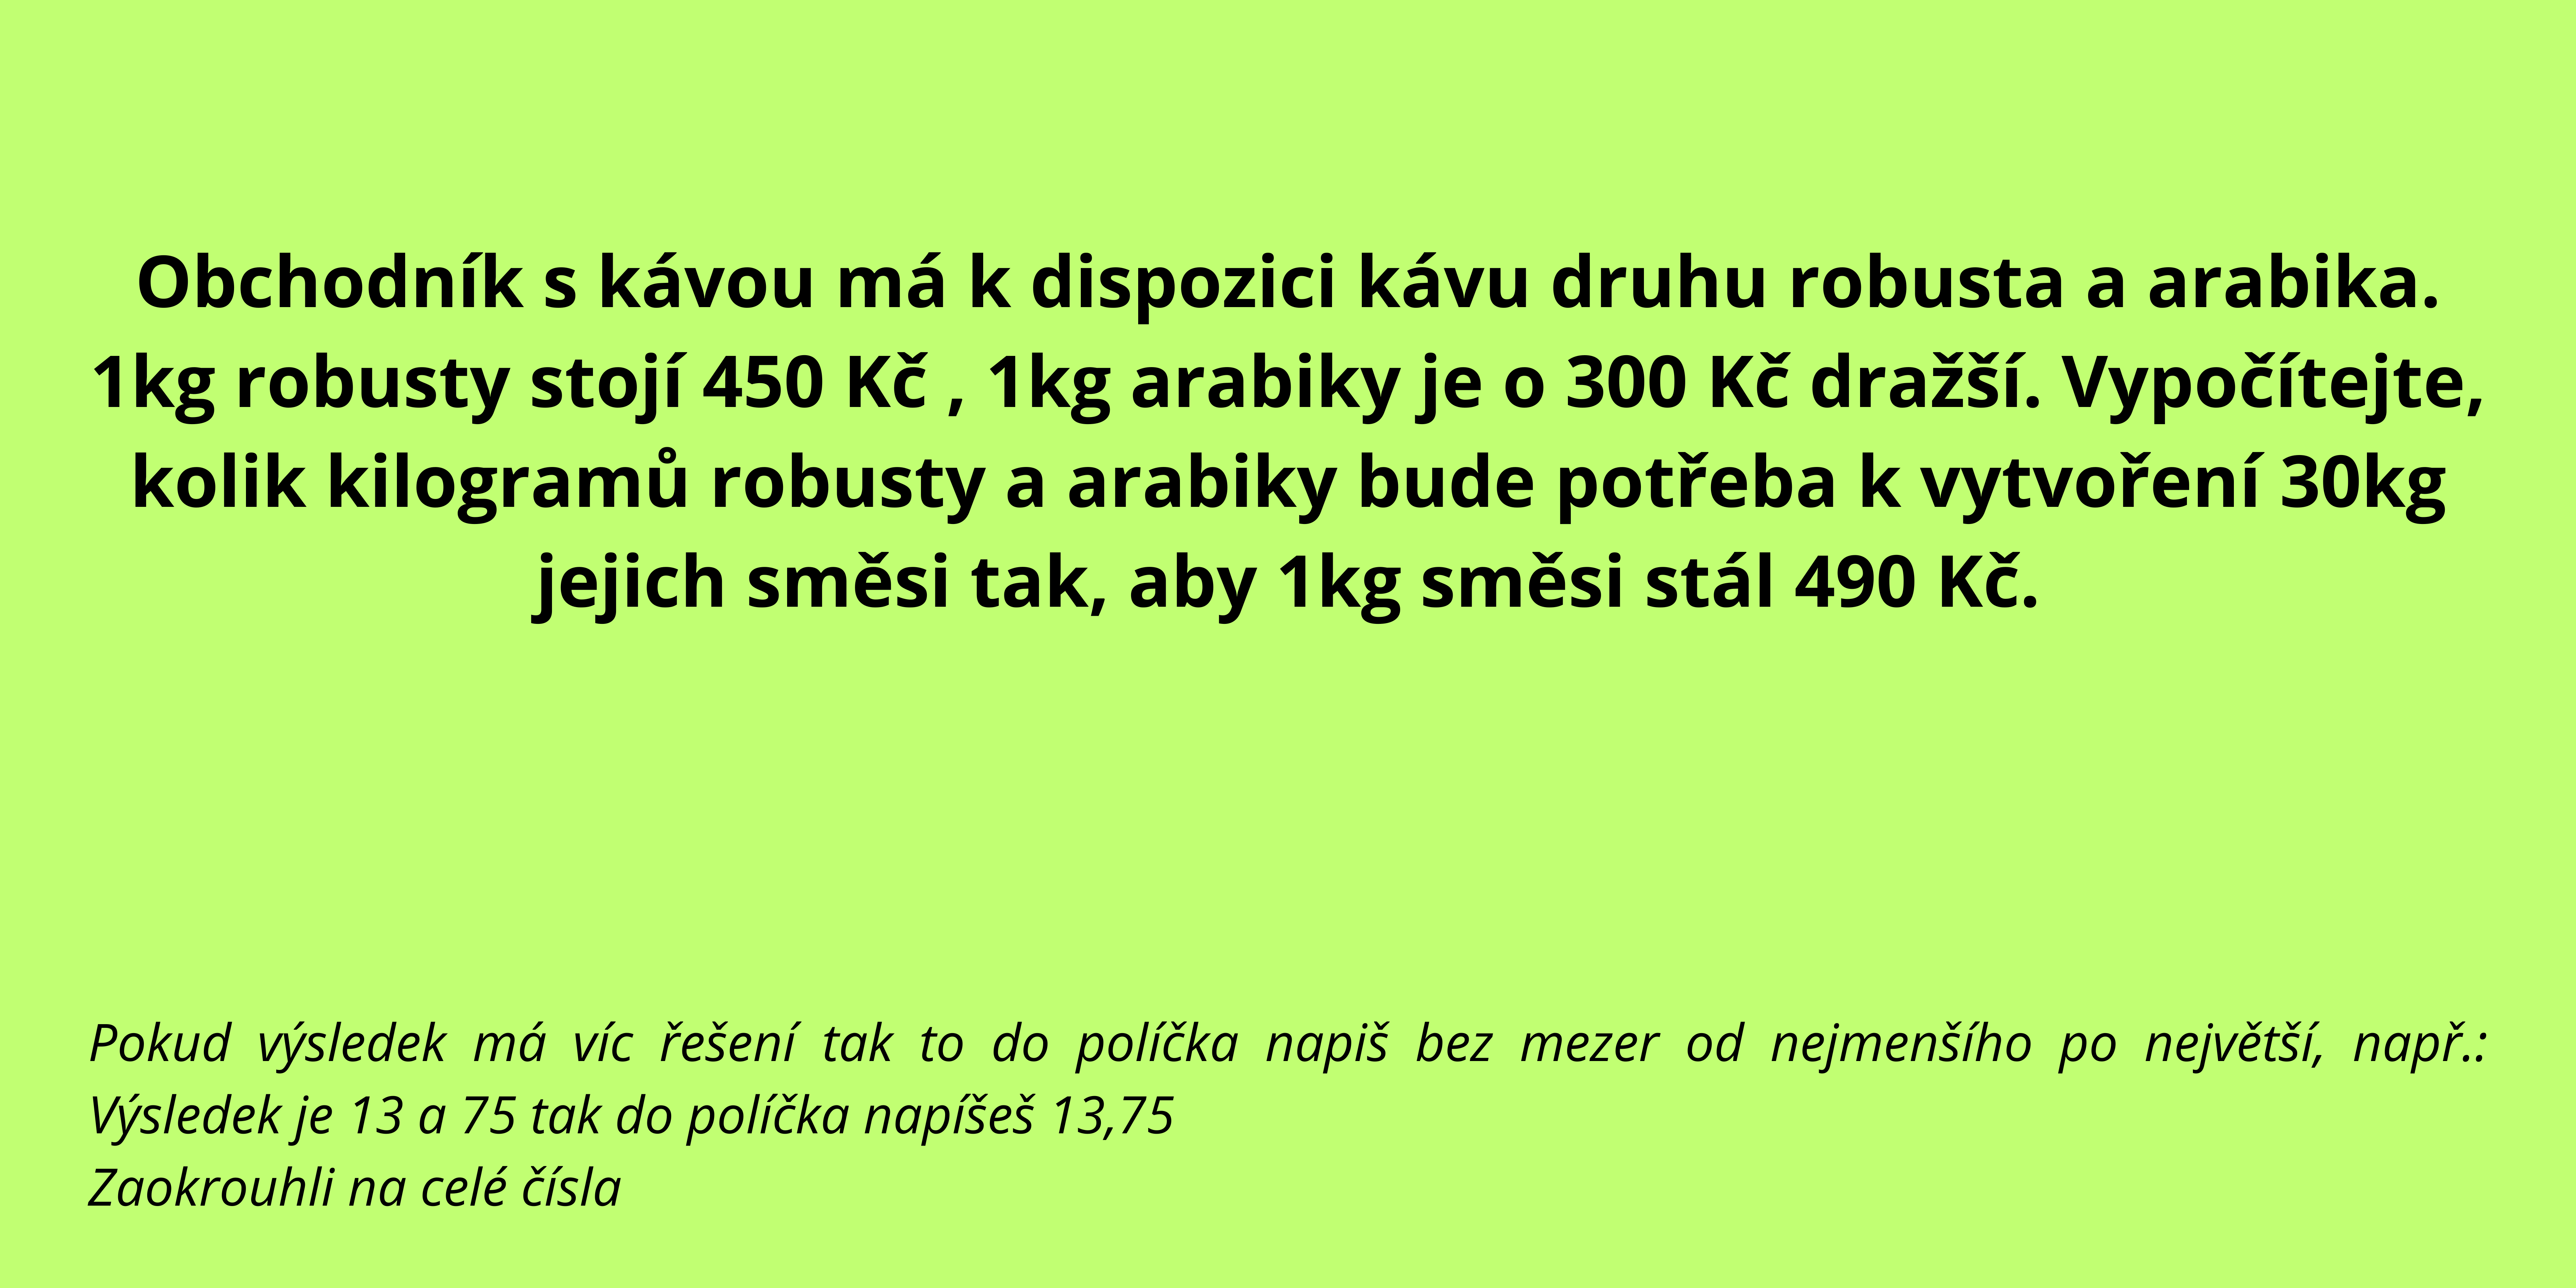 Obchodník s kávou má k dispozici kávu druhu robusta a arabika.
1kg robusty stojí 450 Kč , 1kg arabiky je o 300 Kč dražší. Vypočítejte,
kolik kilogramů robusty a arabiky bude potřeba k vytvoření 30kg
jejich směsi tak, aby 1kg směsi stál 490 Kč.
Pokud výsledek má víc řešení tak to do políčka napiš bez mezer od nejmenšího po největší, např.:
Výsledek je 13 a 75 tak do políčka napíšeš 13,75
Zaokrouhli na celé čísla